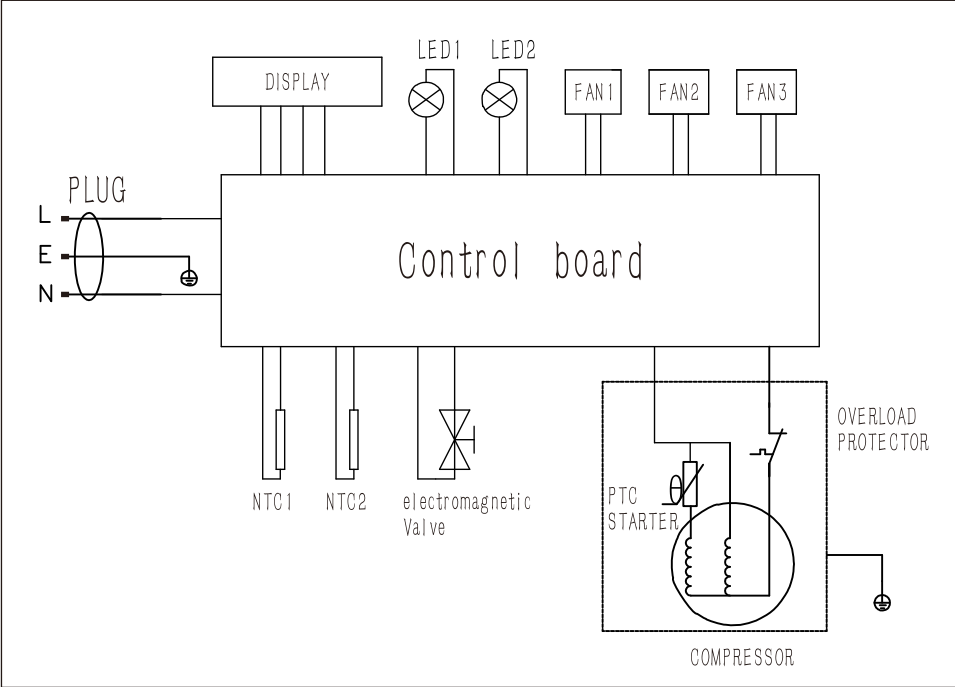 LED1 LED2
DISPLAY
FAN1 FAN2 FAN3
PLUG
L
E
N
Control board
OVERLOAD
PROTECTOR
NTC1 NTC2 electromagnetic
Valve
PTC
STARTER
θ
COMPRESSOR